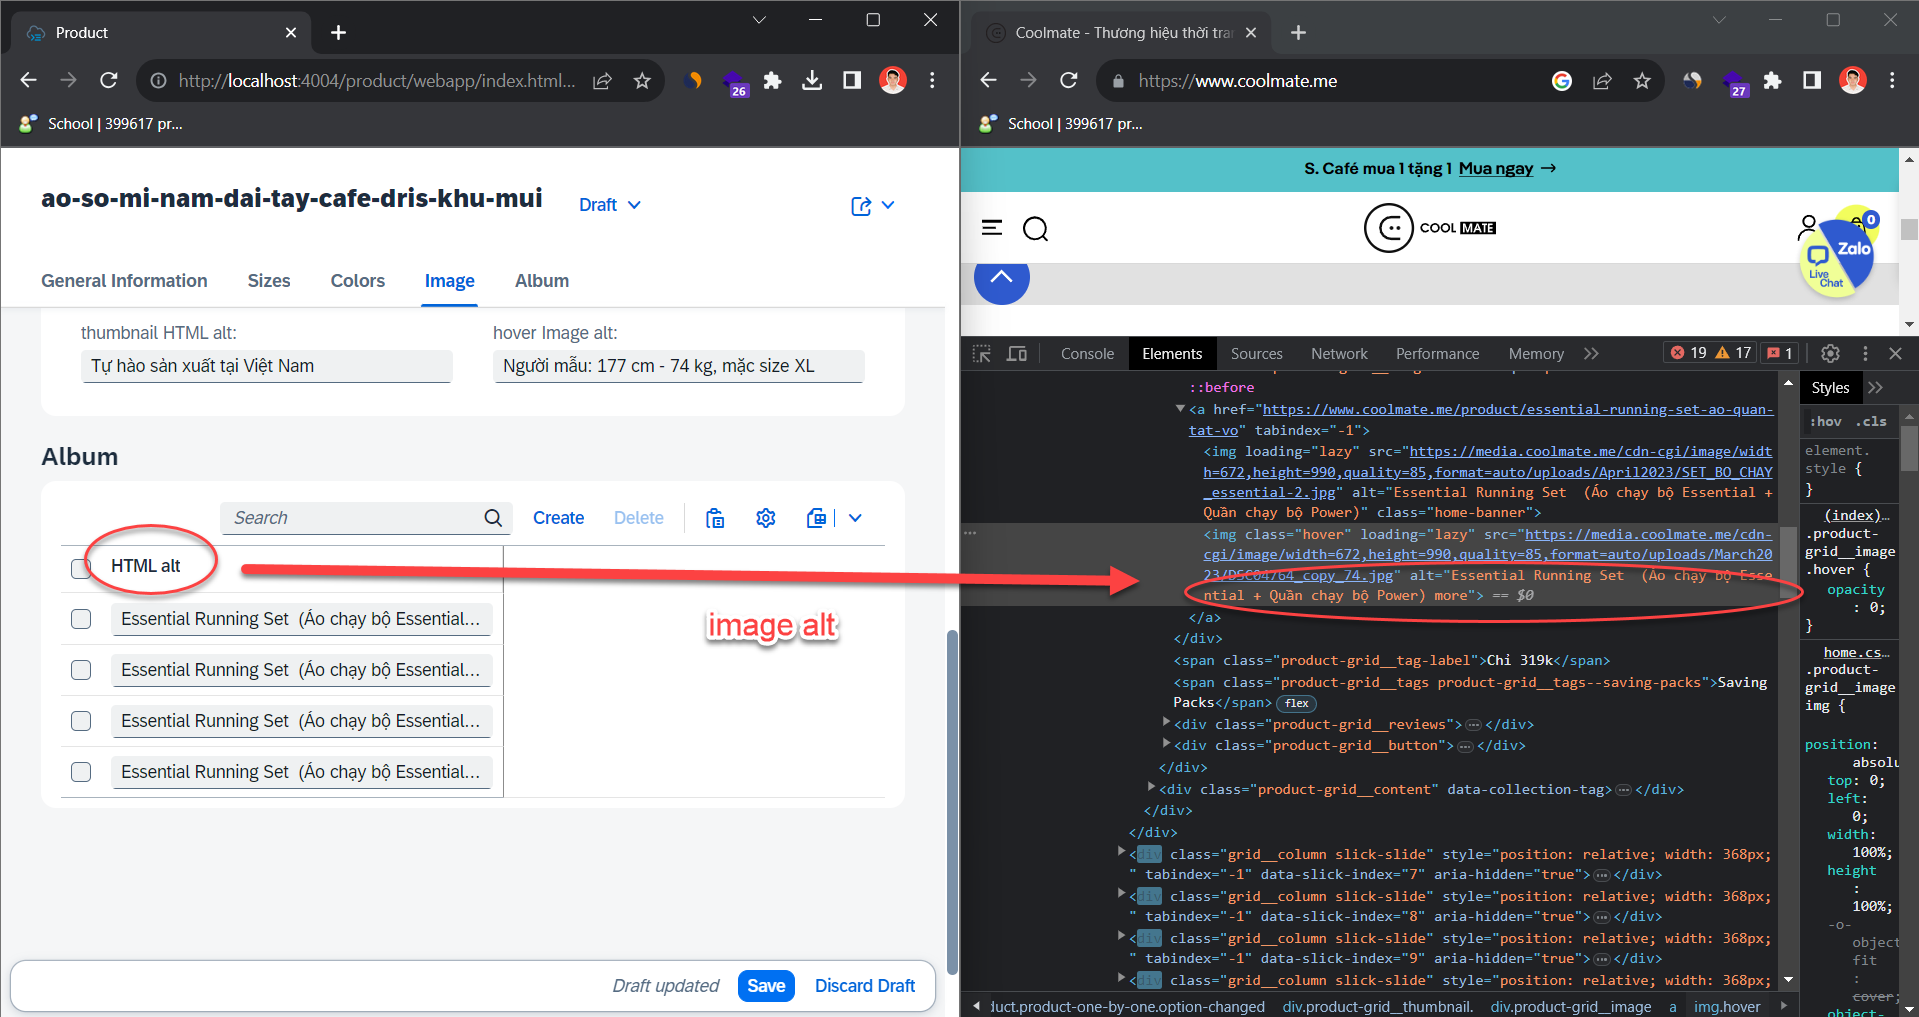 Product
http://localhost:4004/product/webapp/index.html...
26
School | 399617 pr...
ao-so-mi-nam-dai-tay-cafe-dris-khu-mui
Draft
General Information
Sizes
Colors
Image
Album
thumbnail HTML alt:
hover Image alt:
Tự hào sản xuất tại Việt Nam
Người mẫu: 177 cm - 74 kg, mặc size XL
Album
Search
Create
Delete
HTML alt
Essential Running Set  (Áo chạy bộ Essential...
Essential Running Set  (Áo chạy bộ Essential...
Essential Running Set  (Áo chạy bộ Essential...
Essential Running Set  (Áo chạy bộ Essential...
image alt
Draft updated
Save
Discard Draft
Coolmate - Thương hiệu thời tran
https://www.coolmate.me
27
School | 399617 pr...
S. Café mua 1 tặng 1 Mua ngay →
COOL MATE
0
Zalo
Live
Chat
Console
Elements
Sources
Network
Performance
Memory
19
17
1
::before
<a href="https://www.coolmate.me/product/essential-running-set-ao-quan-
tat-vo" tabindex="-1">
<img loading="lazy" src="https://media.coolmate.me/cdn-cgi/image/widt
h=672,height=990,quality=85,format=auto/uploads/April2023/SET_BO_CHAY
_essential-2.jpg" alt="Essential Running Set  (Áo chạy bộ Essential +
Quần chạy bộ Power)" class="home-banner">
<img class="hover" loading="lazy" src="https://media.coolmate.me/cdn-
cgi/image/width=672,height=990,quality=85,format=auto/uploads/March20
23/DSC04764_copy_74.jpg" alt="Essential Running Set  (Áo chạy bộ Esse
ntial + Quần chạy bộ Power) more"> == $0
</a>
</div>
<span class="product-grid__tag-label">Chỉ 319k</span>
<span class="product-grid__tags product-grid__tags--saving-packs">Saving
Packs</span> flex
<div class="product-grid__reviews">…</div>
<div class="product-grid__button">…</div>
</div>
<div class="product-grid__content" data-collection-tag>…</div>
</div>
</div>
<div class="grid__column slick-slide" style="position: relative; width: 368px;
" tabindex="-1" data-slick-index="7" aria-hidden="true">…</div>
<div class="grid__column slick-slide" style="position: relative; width: 368px;
" tabindex="-1" data-slick-index="8" aria-hidden="true">…</div>
<div class="grid__column slick-slide" style="position: relative; width: 368px;
" tabindex="-1" data-slick-index="9" aria-hidden="true">…</div>
<div class="grid__column slick-slide" style="position: relative; width: 368px;
duct.product-one-by-one.option-changed
div.product-grid__thumbnail.
div.product-grid__image
a
img.hover
Styles
:hov
.cls
element.
style {
}
(index)…
.product-
grid__image
.hover {
opacity
: 0;
}
home.cs…
.product-
grid__image
img {
position:
absolu
top: 0;
left:
0;
width:
100%;
height
:
100%;
-o-
object
fit
:
cover;
object-